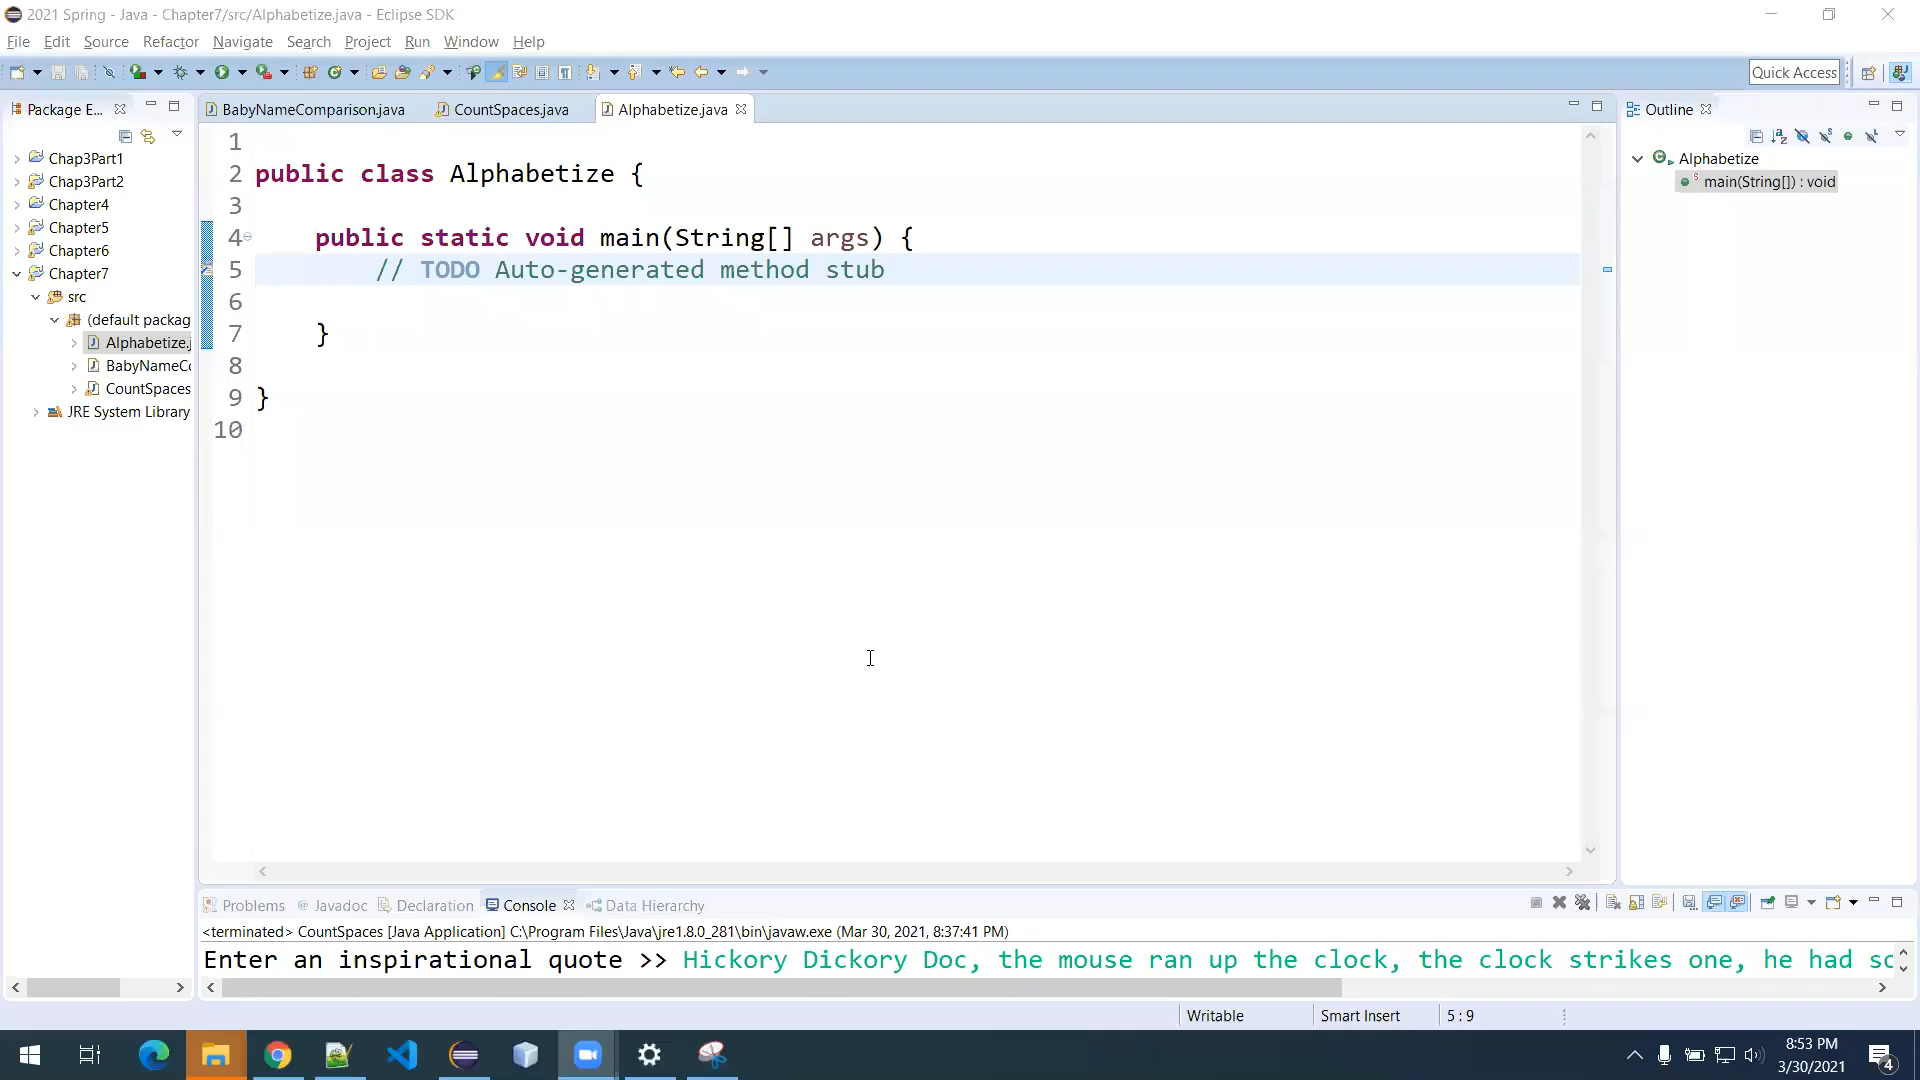 2021 Spring - Java - Chapter7/src/Alphabetize.java - Eclipse SDK
File Edit Source Refactor Navigate Search Project Run Window Help
Quick Access
Package E...
BabyNameComparison.java CountSpaces.java Alphabetize.java
Outline
Chap3Part1
Chap3Part2
Chapter4
Chapter5
Chapter6
Chapter7
src
(default packag
Alphabetize.j
BabyNameCo
CountSpaces
JRE System Library
1
2 public class Alphabetize {
3
4 public static void main(String[] args) {
5 // TODO Auto-generated method stub
6
7 }
8
9 }
10
Alphabetize
main(String[]) : void
Problems @ Javadoc Declaration Console Data Hierarchy
<terminated> CountSpaces [Java Application] C:\Program Files\Java\jre1.8.0_281\bin\javaw.exe (Mar 30, 2021, 8:37:41 PM)
Enter an inspirational quote >> Hickory Dickory Doc, the mouse ran up the clock, the clock strikes one, he had sc
Writable Smart Insert 5 : 9
8:53 PM
3/30/2021
4